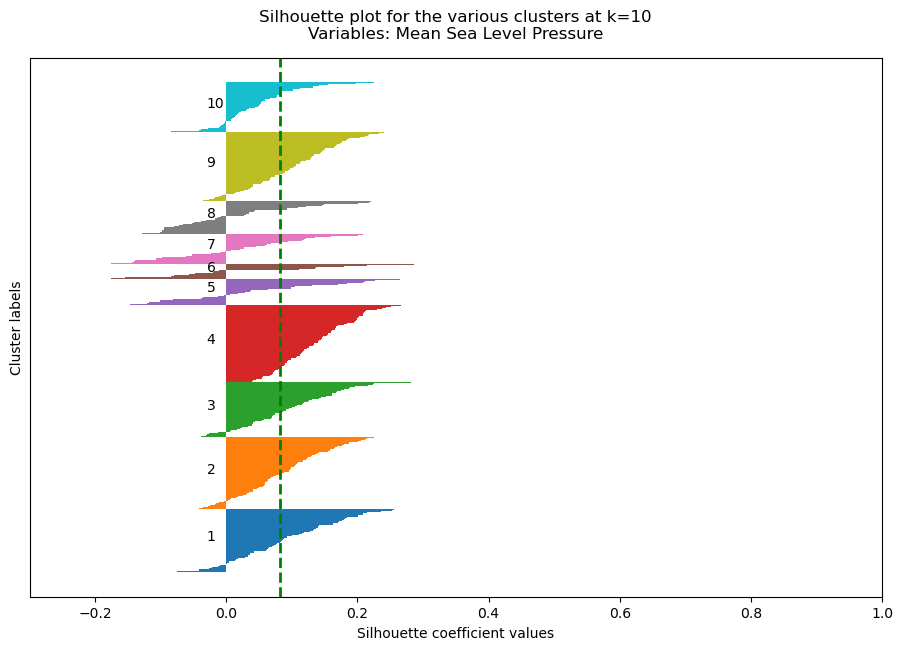 Silhouette plot for the various clusters at k=10
Variables: Mean Sea Level Pressure
10
9
8
7
6
5
4
3
2
1
Cluster labels
−0.2 0.0 0.2 0.4 0.6 0.8 1.0
Silhouette coefficient values